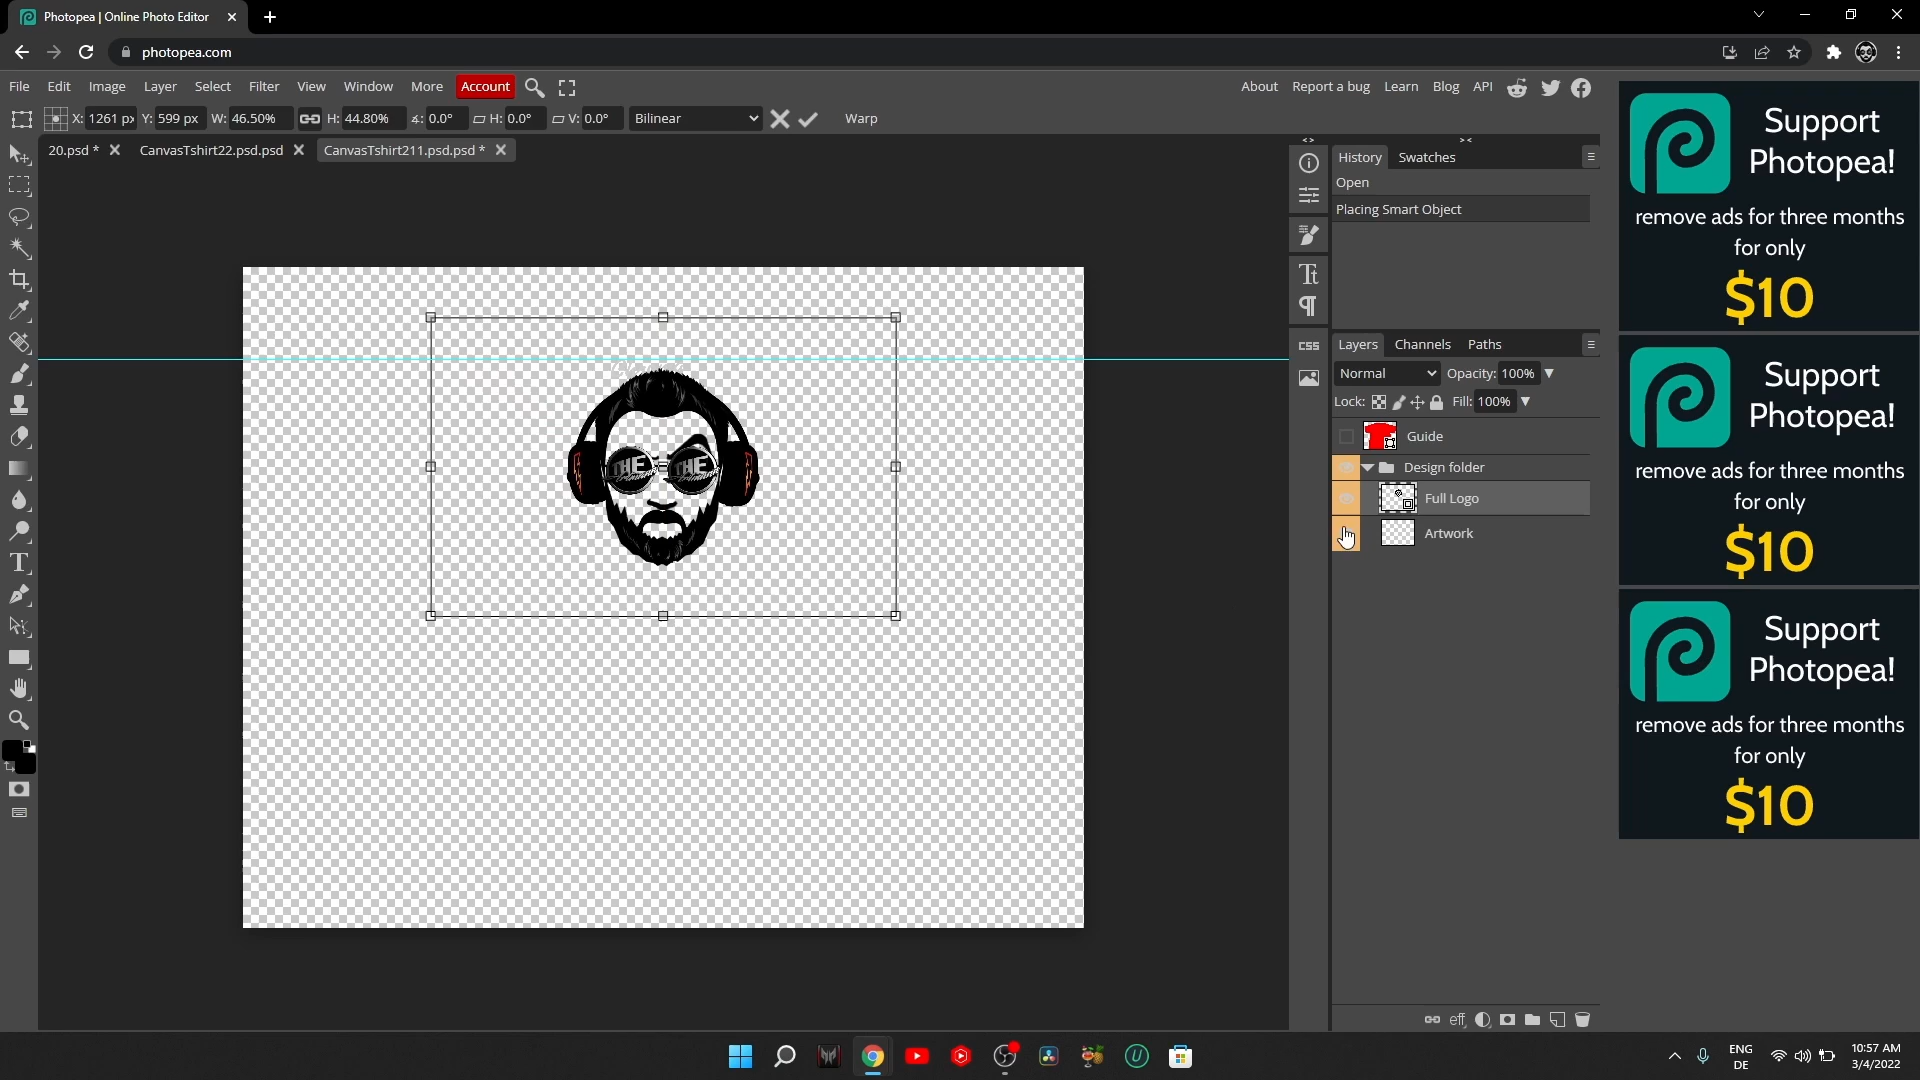 Photopea | Online Photo Editor
photopea.com
File Edit Image Layer Select Filter View Window More Account
About Report a bug Learn Blog API
X: 1261 px Y: 599 px W: 46.50% H: 44.80% ∡: 0.0° H: 0.0° V: 0.0° Bilinear Warp
20.psd * CanvasTshirt22.psd.psd CanvasTshirt211.psd.psd *
History Swatches
Open
Placing Smart Object
Tt
¶
css
Layers Channels Paths
Normal Opacity: 100%
Lock: Fill: 100%
Guide
Design folder
Full Logo
Artwork
THE THE
eff
Support
Photopea!
remove ads for three months
for only
$10
Support
Photopea!
remove ads for three months
for only
$10
Support
Photopea!
remove ads for three months
for only
$10
ENG
DE
10:57 AM
3/4/2022